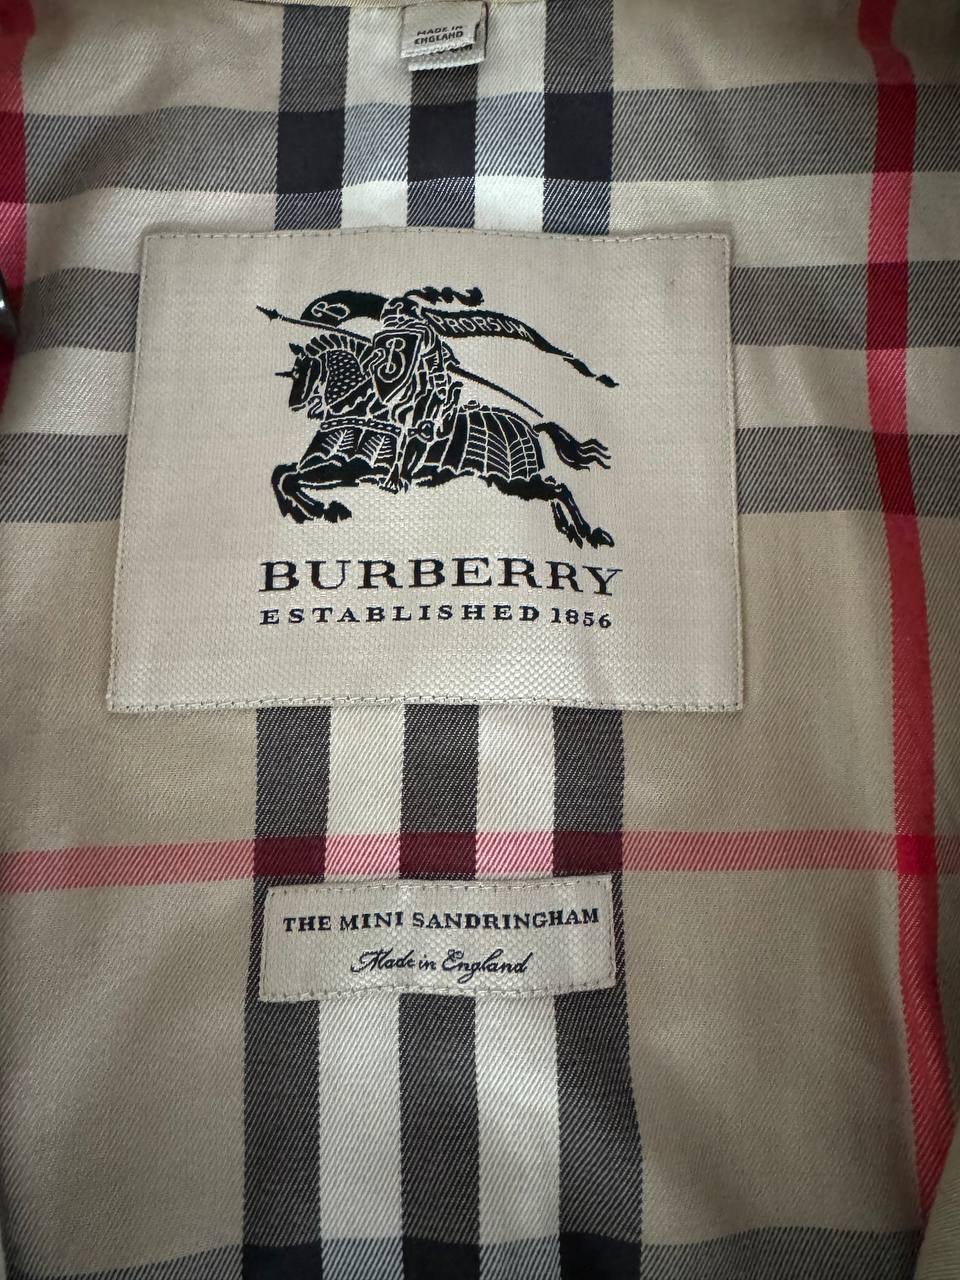 MADE IN
ENGLAND
B PRORSUM
B
BURBERRY
ESTABLISHED 1856
THE MINI SANDRINGHAM
Made in England